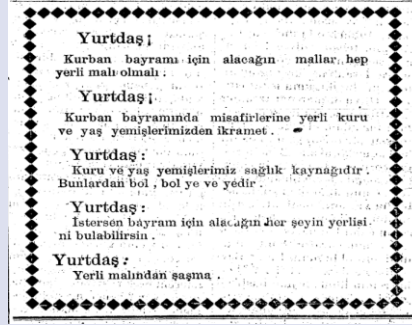 Yurtdaş ;
Kurban bayramı için alacağın mallar hep
yerli malı olmalı .
Yurtdaş ;
Kurban bayramında misafirlerine yerli kuru
ve yaş yemişlerimizden ikramet .
Yurtdaş :
Kuru ve yaş yemişlerimiz sağlık kaynağıdır .
Bunlardan bol , bol ye ve yedir .
Yurtdaş :
İstersen bayram için alacağın her şeyin yerlisi
ni bulabilirsin .
Yurtdaş :
Yerli malından şaşma .